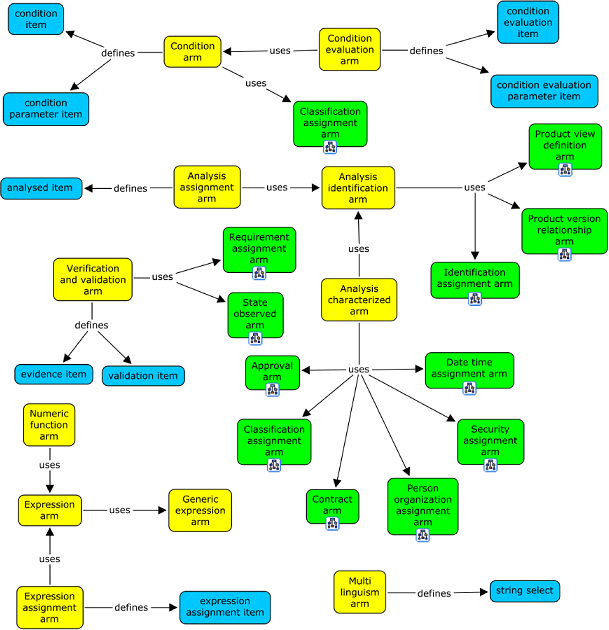 condition
item
condition
evaluation
item
Condition
arm
Condition
evaluation
arm
defines
uses
defines
uses
condition
parameter item
condition evaluation
parameter item
Classification
assignment
arm
Product view
definition
arm
analysed item
defines
Analysis
assignment
arm
uses
Analysis
identification
arm
uses
Product version
relationship
arm
Requirement
assignment
arm
uses
Verification
and validation
arm
uses
Identification
assignment arm
State
observed
arm
Analysis
characterized
arm
defines
evidence item
validation item
Approval
arm
uses
Date time
assignment arm
Numeric
function
arm
Classification
assignment
arm
Security
assignment
arm
uses
Contract
arm
Person
organization
assignment
arm
Expression
arm
uses
Generic
expression
arm
uses
Expression
assignment
arm
defines
expression
assignment item
Multi
linguism
arm
defines
string select